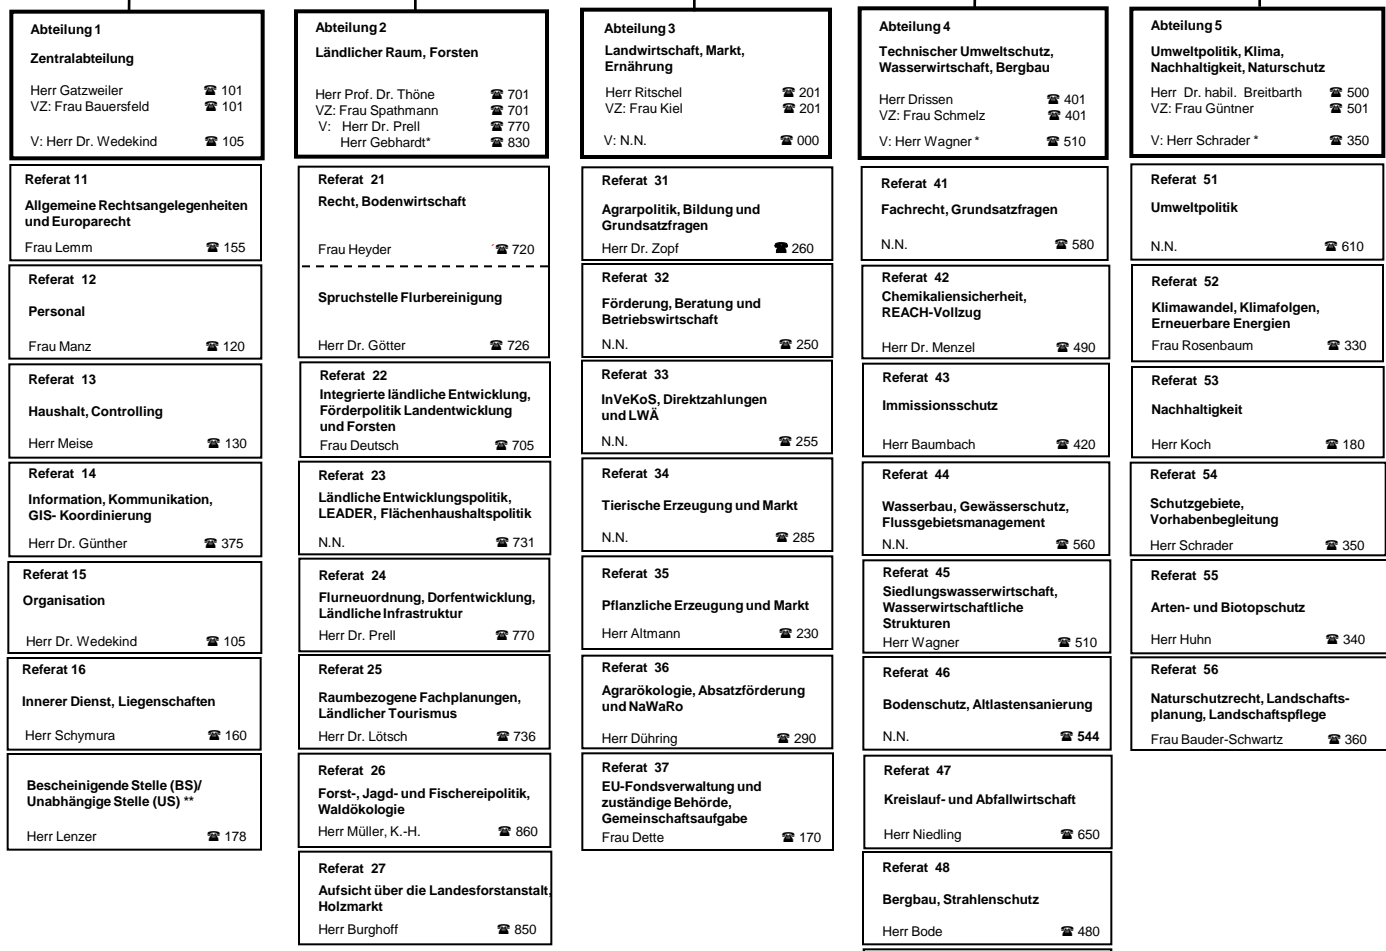 Abteilung 1
Zentralabteilung
Herr Gatzweiler ☎ 101
VZ: Frau Bauersfeld ☎ 101
V: Herr Dr. Wedekind ☎ 105
Referat 11
Allgemeine Rechtsangelegenheiten
und Europarecht
Frau Lemm ☎ 155
Referat 12
Personal
Frau Manz ☎ 120
Referat 13
Haushalt, Controlling
Herr Meise ☎ 130
Referat 14
Information, Kommunikation,
GIS- Koordinierung
Herr Dr. Günther ☎ 375
Referat 15
Organisation
Herr Dr. Wedekind ☎ 105
Referat 16
Innerer Dienst, Liegenschaften
Herr Schymura ☎ 160
Bescheinigende Stelle (BS)/
Unabhängige Stelle (US) **
Herr Lenzer ☎ 178
Abteilung 2
Ländlicher Raum, Forsten
Herr Prof. Dr. Thöne ☎ 701
VZ: Frau Spathmann ☎ 701
V: Herr Dr. Prell ☎ 770
Herr Gebhardt* ☎ 830
Referat 21
Recht, Bodenwirtschaft
Frau Heyder ☎ 720
Spruchstelle Flurbereinigung
Herr Dr. Götter ☎ 726
Referat 22
Integrierte ländliche Entwicklung,
Förderpolitik Landentwicklung
und Forsten
Frau Deutsch ☎ 705
Referat 23
Ländliche Entwicklungspolitik,
LEADER, Flächenhaushaltspolitik
N.N. ☎ 731
Referat 24
Flurneuordnung, Dorfentwicklung,
Ländliche Infrastruktur
Herr Dr. Prell ☎ 770
Referat 25
Raumbezogene Fachplanungen,
Ländlicher Tourismus
Herr Dr. Lötsch ☎ 736
Referat 26
Forst-, Jagd- und Fischereipolitik,
Waldökologie
Herr Müller, K.-H. ☎ 860
Referat 27
Aufsicht über die Landesforstanstalt,
Holzmarkt
Herr Burghoff ☎ 850
Abteilung 3
Landwirtschaft, Markt,
Ernährung
Herr Ritschel ☎ 201
VZ: Frau Kiel ☎ 201
V: N.N. ☎ 000
Referat 31
Agrarpolitik, Bildung und
Grundsatzfragen
Herr Dr. Zopf ☎ 260
Referat 32
Förderung, Beratung und
Betriebswirtschaft
N.N. ☎ 250
Referat 33
InVeKoS, Direktzahlungen
und LWÄ
N.N. ☎ 255
Referat 34
Tierische Erzeugung und Markt
N.N. ☎ 285
Referat 35
Pflanzliche Erzeugung und Markt
Herr Altmann ☎ 230
Referat 36
Agrarökologie, Absatzförderung
und NaWaRo
Herr Dühring ☎ 290
Referat 37
EU-Fondsverwaltung und
zuständige Behörde,
Gemeinschaftsaufgabe
Frau Dette ☎ 170
Abteilung 4
Technischer Umweltschutz,
Wasserwirtschaft, Bergbau
Herr Drissen ☎ 401
VZ: Frau Schmelz ☎ 401
V: Herr Wagner * ☎ 510
Referat 41
Fachrecht, Grundsatzfragen
N.N. ☎ 580
Referat 42
Chemikaliensicherheit,
REACH-Vollzug
Herr Dr. Menzel ☎ 490
Referat 43
Immissionsschutz
Herr Baumbach ☎ 420
Referat 44
Wasserbau, Gewässerschutz,
Flussgebietsmanagement
N.N. ☎ 560
Referat 45
Siedlungswasserwirtschaft,
Wasserwirtschaftliche
Strukturen
Herr Wagner ☎ 510
Referat 46
Bodenschutz, Altlastensanierung
N.N. ☎ 544
Referat 47
Kreislauf- und Abfallwirtschaft
Herr Niedling ☎ 650
Referat 48
Bergbau, Strahlenschutz
Herr Bode ☎ 480
Abteilung 5
Umweltpolitik, Klima,
Nachhaltigkeit, Naturschutz
Herr Dr. habil. Breitbarth ☎ 500
VZ: Frau Güntner ☎ 501
V: Herr Schrader * ☎ 350
Referat 51
Umweltpolitik
N.N. ☎ 610
Referat 52
Klimawandel, Klimafolgen,
Erneuerbare Energien
Frau Rosenbaum ☎ 330
Referat 53
Nachhaltigkeit
Herr Koch ☎ 180
Referat 54
Schutzgebiete,
Vorhabenbegleitung
Herr Schrader ☎ 350
Referat 55
Arten- und Biotopschutz
Herr Huhn ☎ 340
Referat 56
Naturschutzrecht, Landschafts-
planung, Landschaftspflege
Frau Bauder-Schwartz ☎ 360